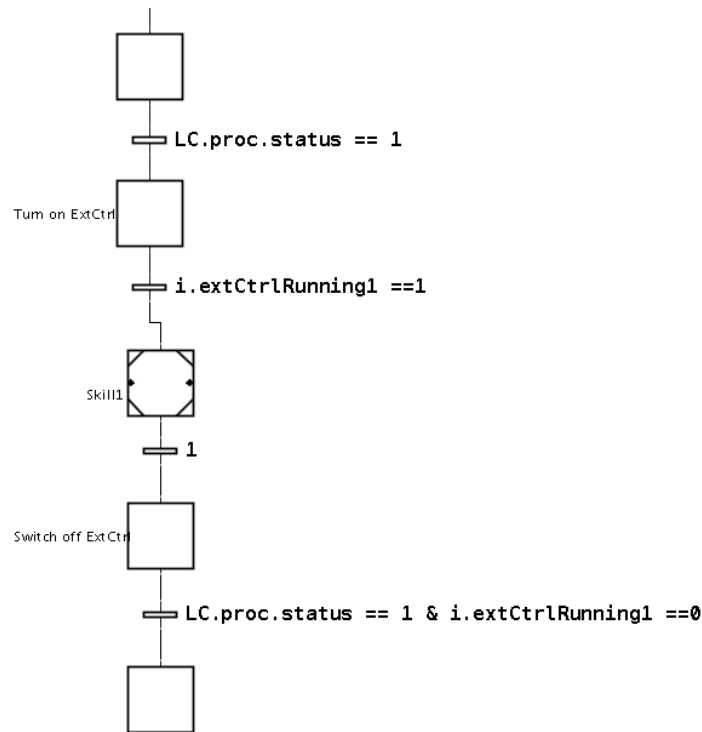 LC.proc.status == 1
Turn on ExtCtrl
i.extCtrlRunning1 ==1
Skill1
1
Switch off ExtCtrl
LC.proc.status == 1 & i.extCtrlRunning1 ==0